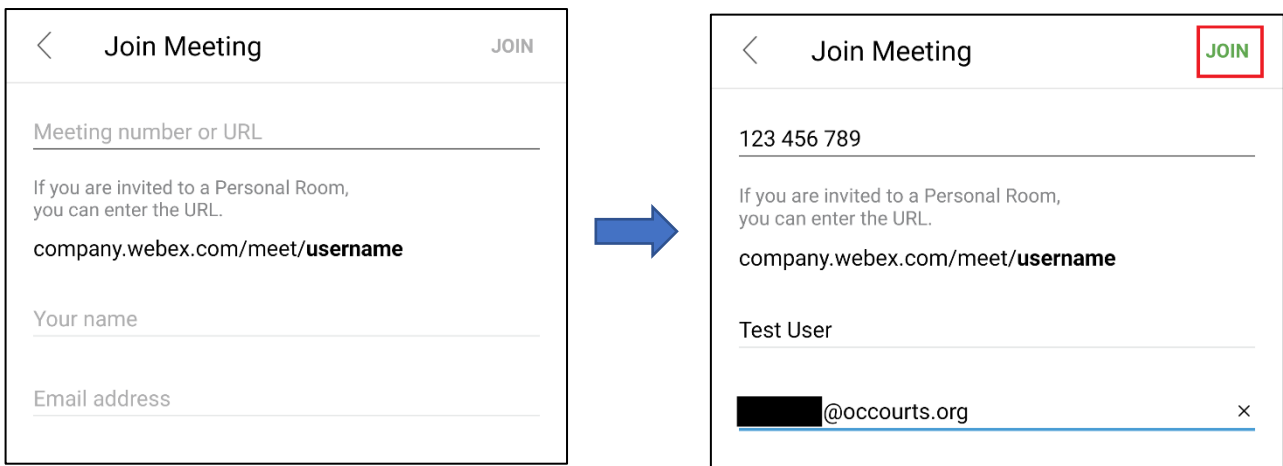 Join Meeting
JOIN
Meeting number or URL
If you are invited to a Personal Room,
you can enter the URL.
company.webex.com/meet/username
Your name
Email address
Join Meeting
JOIN
123 456 789
If you are invited to a Personal Room,
you can enter the URL.
company.webex.com/meet/username
Test User
@occourts.org ×